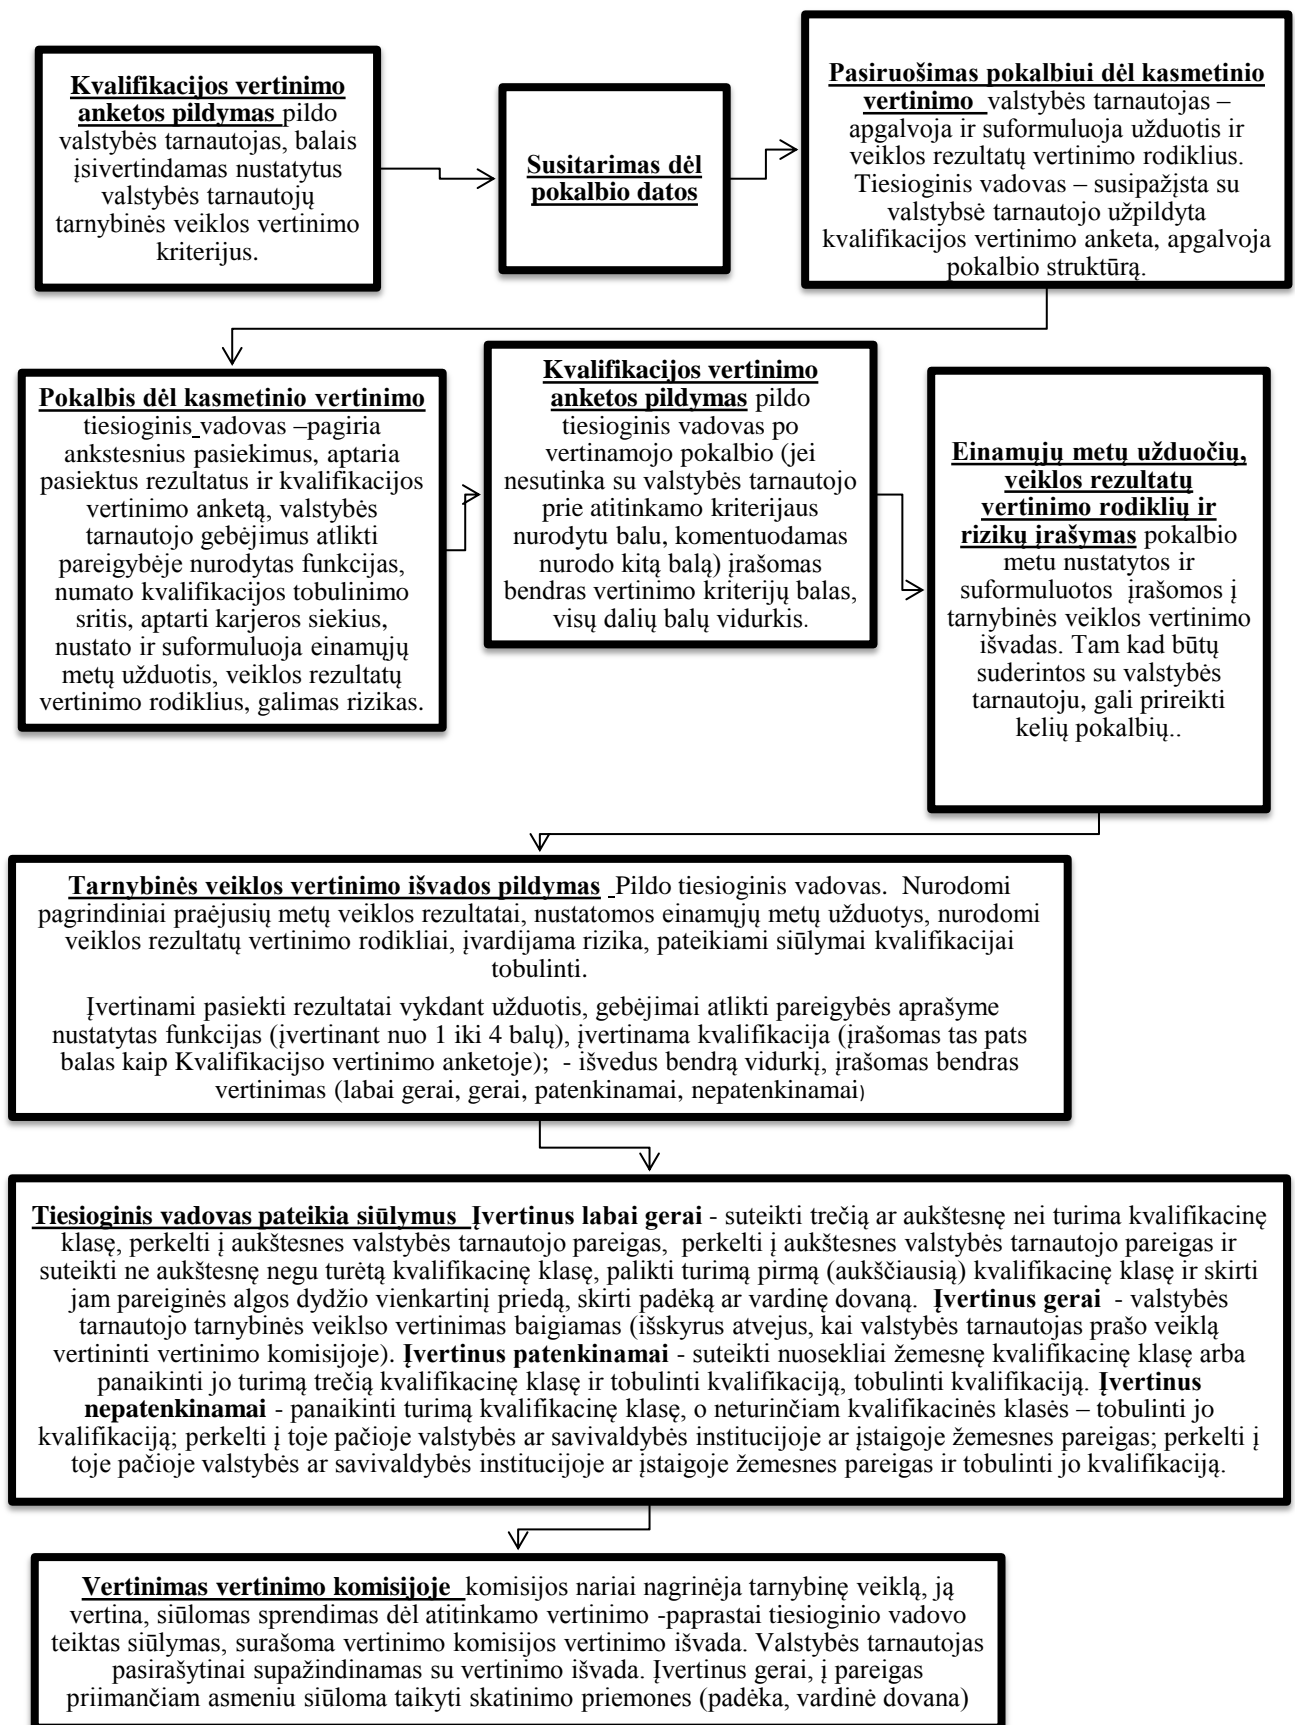 Kvalifikacijos vertinimo
anketos pildymas pildo
valstybės tarnautojas, balais
įsivertindamas nustatytus
valstybės tarnautojų
tarnybinės veiklos vertinimo
kriterijus.
Susitarimas dėl
pokalbio datos
Pasiruošimas pokalbiui dėl kasmetinio
vertinimo valstybės tarnautojas –
apgalvoja ir suformuluoja užduotis ir
veiklos rezultatų vertinimo rodiklius.
Tiesioginis vadovas – susipažįsta su
valstybsė tarnautojo užpildyta
kvalifikacijos vertinimo anketa, apgalvoja
pokalbio struktūrą.
Pokalbis dėl kasmetinio vertinimo
tiesioginis vadovas –pagiria
ankstesnius pasiekimus, aptaria
pasiektus rezultatus ir kvalifikacijos
vertinimo anketą, valstybės
tarnautojo gebėjimus atlikti
pareigybėje nurodytas funkcijas,
numato kvalifikacijos tobulinimo
sritis, aptarti karjeros siekius,
nustato ir suformuluoja einamųjų
metų užduotis, veiklos rezultatų
vertinimo rodiklius, galimas rizikas.
Kvalifikacijos vertinimo
anketos pildymas pildo
tiesioginis vadovas po
vertinamojo pokalbio (jei
nesutinka su valstybės tarnautojo
prie atitinkamo kriterijaus
nurodytu balu, komentuodamas
nurodo kitą balą) įrašomas
bendras vertinimo kriterijų balas,
visų dalių balų vidurkis.
Einamųjų metų užduočių,
veiklos rezultatų
vertinimo rodiklių ir
rizikų įrašymas pokalbio
metu nustatytos ir
suformuluotos įrašomos į
tarnybinės veiklos vertinimo
išvadas. Tam kad būtų
suderintos su valstybės
tarnautoju, gali prireikti
kelių pokalbių..
Tarnybinės veiklos vertinimo išvados pildymas Pildo tiesioginis vadovas. Nurodomi
pagrindiniai praėjusių metų veiklos rezultatai, nustatomos einamųjų metų užduotys, nurodomi
veiklos rezultatų vertinimo rodikliai, įvardijama rizika, pateikiami siūlymai kvalifikacijai
tobulinti.
Įvertinami pasiekti rezultatai vykdant užduotis, gebėjimai atlikti pareigybės aprašyme
nustatytas funkcijas (įvertinant nuo 1 iki 4 balų), įvertinama kvalifikacija (įrašomas tas pats
balas kaip Kvalifikacijso vertinimo anketoje); - išvedus bendrą vidurkį, įrašomas bendras
vertinimas (labai gerai, gerai, patenkinamai, nepatenkinamai)
Tiesioginis vadovas pateikia siūlymus Įvertinus labai gerai - suteikti trečią ar aukštesnę nei turima kvalifikacinę
klasę, perkelti į aukštesnes valstybės tarnautojo pareigas, perkelti į aukštesnes valstybės tarnautojo pareigas ir
suteikti ne aukštesnę negu turėtą kvalifikacinę klasę, palikti turimą pirmą (aukščiausią) kvalifikacinę klasę ir skirti
jam pareiginės algos dydžio vienkartinį priedą, skirti padėką ar vardinę dovaną. Įvertinus gerai - valstybės
tarnautojo tarnybinės veiklso vertinimas baigiamas (išskyrus atvejus, kai valstybės tarnautojas prašo veiklą
vertininti vertinimo komisijoje). Įvertinus patenkinamai - suteikti nuosekliai žemesnę kvalifikacinę klasę arba
panaikinti jo turimą trečią kvalifikacinę klasę ir tobulinti kvalifikaciją, tobulinti kvalifikaciją. Įvertinus
nepatenkinamai - panaikinti turimą kvalifikacinę klasę, o neturinčiam kvalifikacinės klasės – tobulinti jo
kvalifikaciją; perkelti į toje pačioje valstybės ar savivaldybės institucijoje ar įstaigoje žemesnes pareigas; perkelti į
toje pačioje valstybės ar savivaldybės institucijoje ar įstaigoje žemesnes pareigas ir tobulinti jo kvalifikaciją.
Vertinimas vertinimo komisijoje komisijos nariai nagrinėja tarnybinę veiklą, ją
vertina, siūlomas sprendimas dėl atitinkamo vertinimo -paprastai tiesioginio vadovo
teiktas siūlymas, surašoma vertinimo komisijos vertinimo išvada. Valstybės tarnautojas
pasirašytinai supažindinamas su vertinimo išvada. Įvertinus gerai, į pareigas
priimančiam asmeniu siūloma taikyti skatinimo priemones (padėka, vardinė dovana)